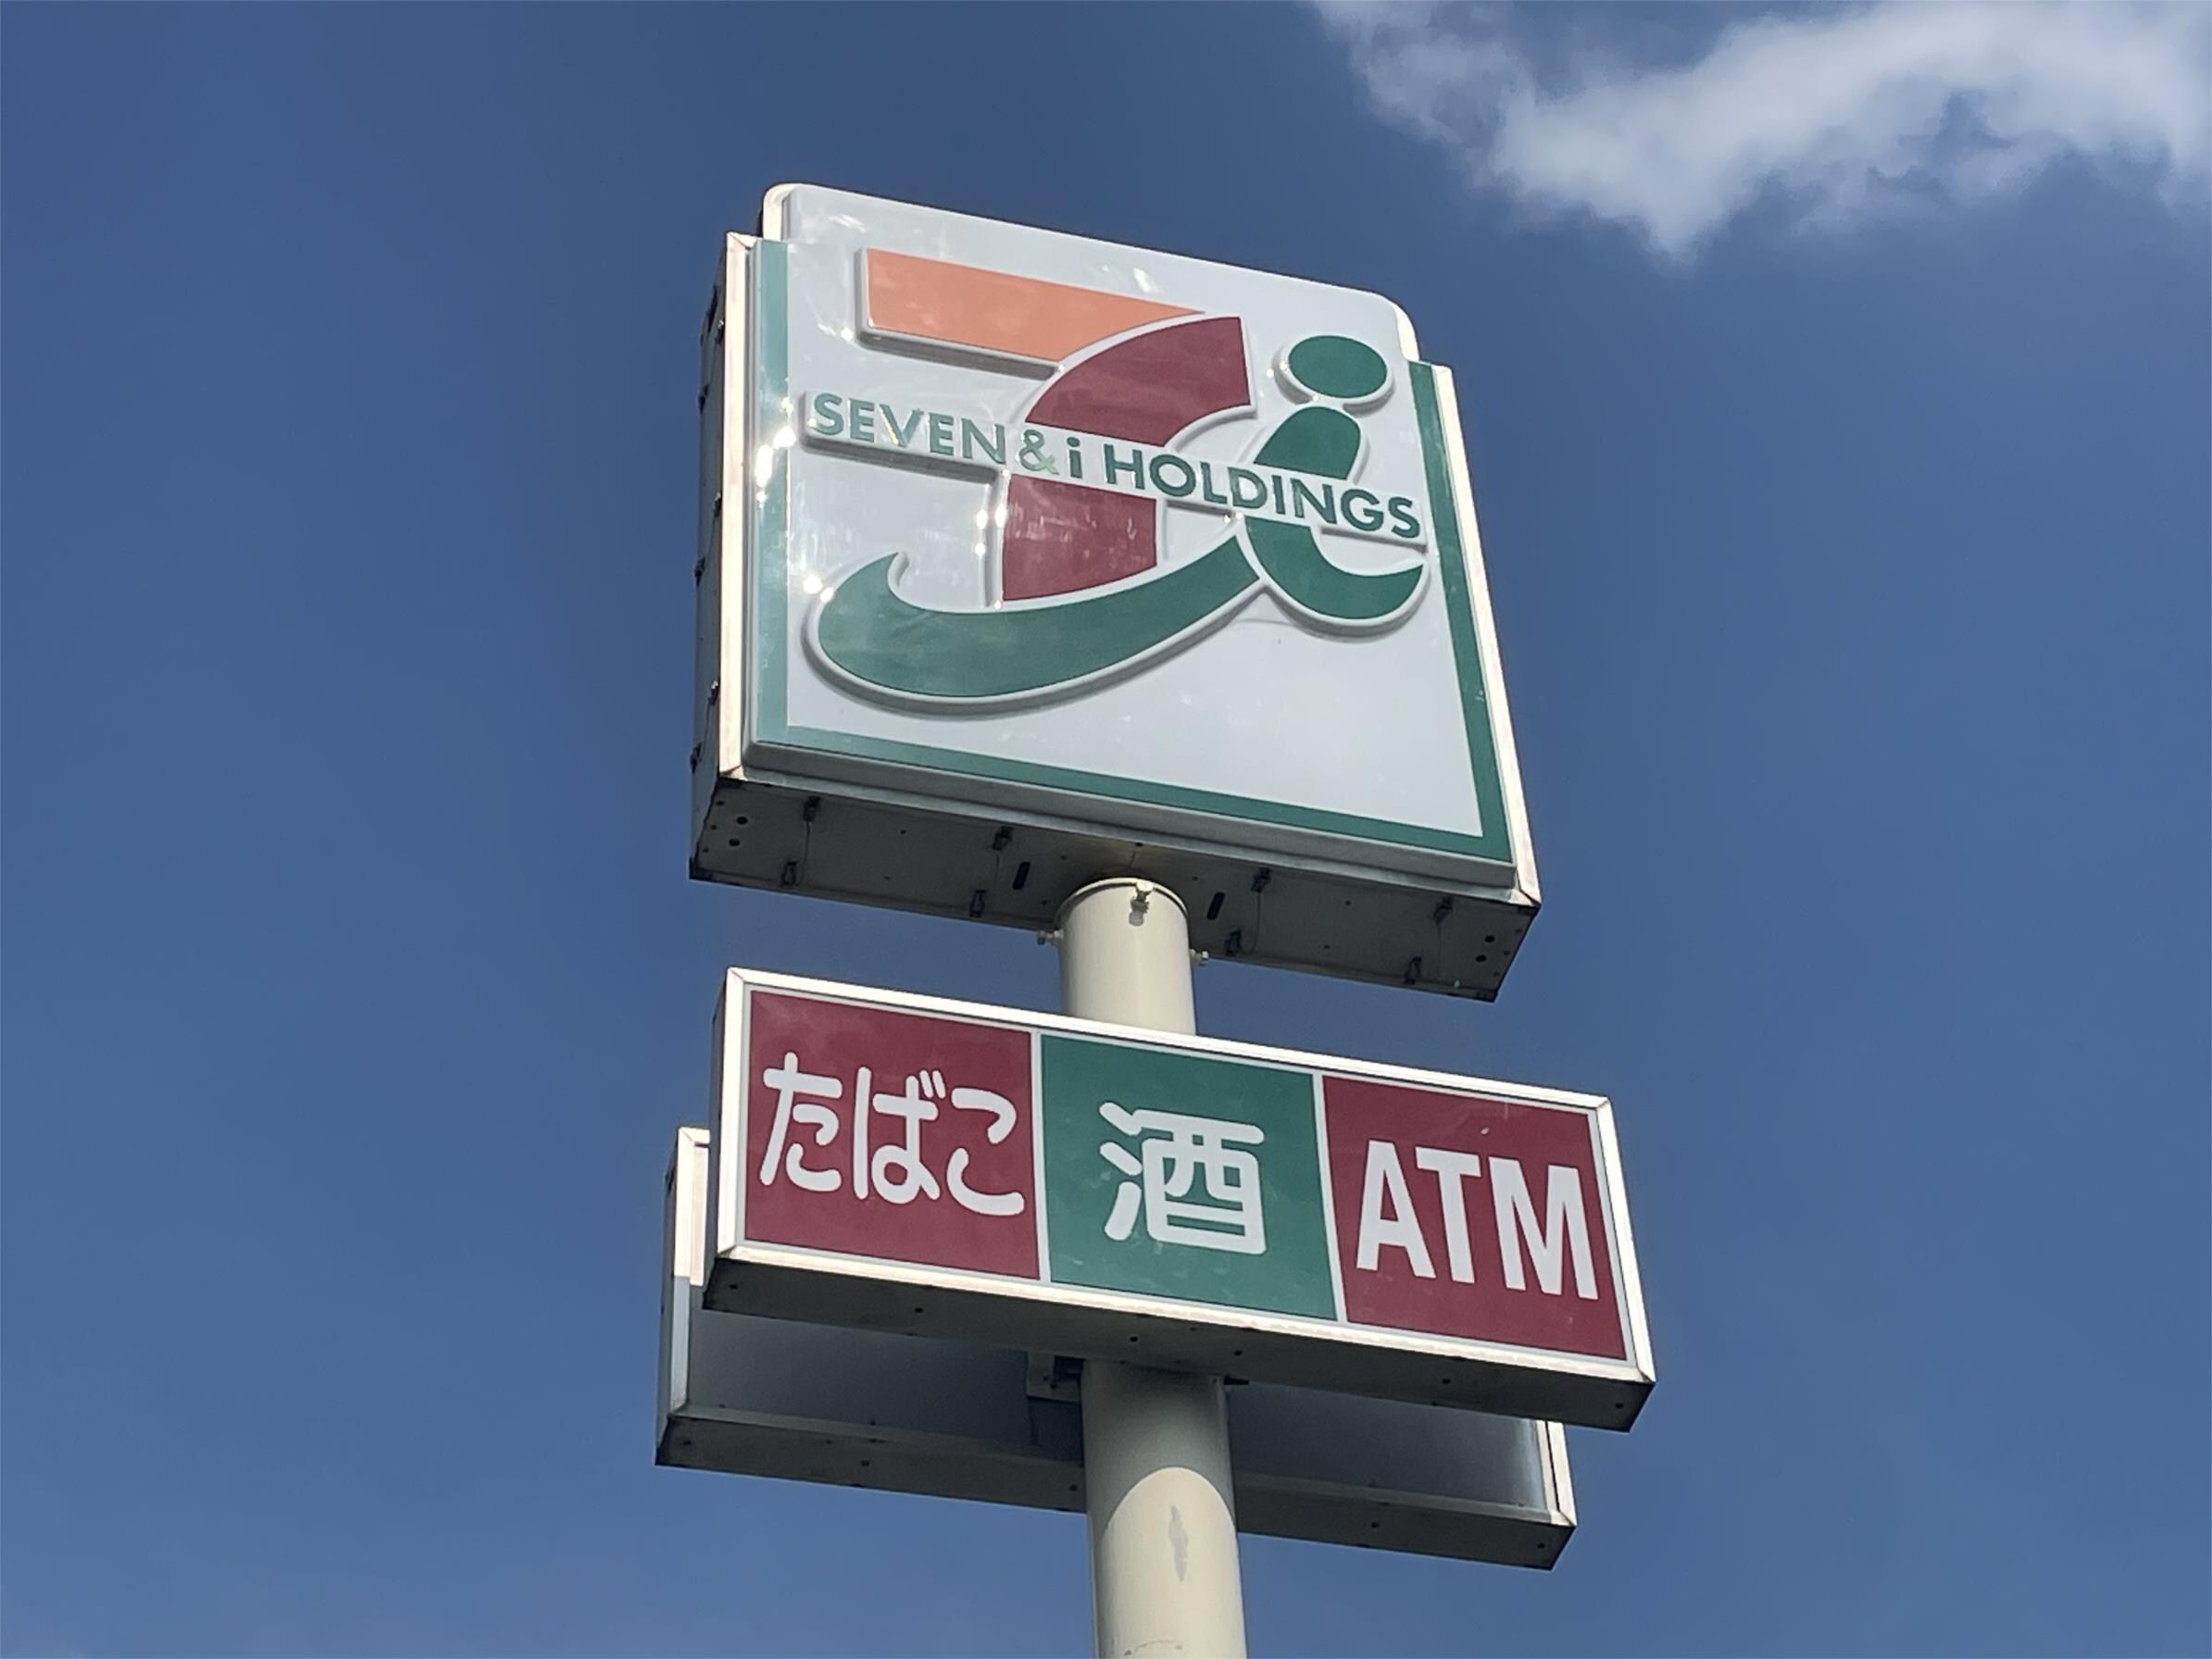 SEVEN & i HOLDINGS
たばこ 酒 ATM